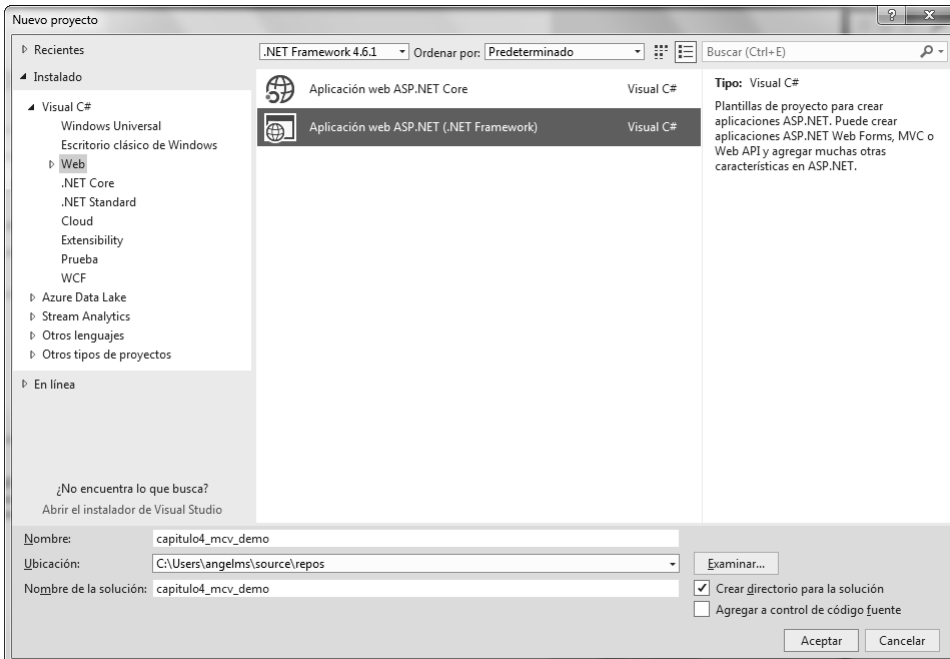 Nuevo proyecto
?
X
Recientes
Instalado
Visual C#
Windows Universal
Escritorio clásico de Windows
Web
.NET Core
.NET Standard
Cloud
Extensibility
Prueba
WCF
Azure Data Lake
Stream Analytics
Otros lenguajes
Otros tipos de proyectos
En línea
¿No encuentra lo que busca?
Abrir el instalador de Visual Studio
.NET Framework 4.6.1
Ordenar por: Predeterminado
Aplicación web ASP.NET Core Visual C#
Aplicación web ASP.NET (.NET Framework) Visual C#
Buscar (Ctrl+E)
Tipo: Visual C#
Plantillas de proyecto para crear
aplicaciones ASP.NET. Puede crear
aplicaciones ASP.NET Web Forms, MVC o
Web API y agregar muchas otras
características en ASP.NET.
Nombre: capitulo4_mcv_demo
Ubicación: C:\Users\angelms\source\repos
Examinar...
Nombre de la solución: capitulo4_mcv_demo
Crear directorio para la solución
Agregar a control de código fuente
Aceptar
Cancelar